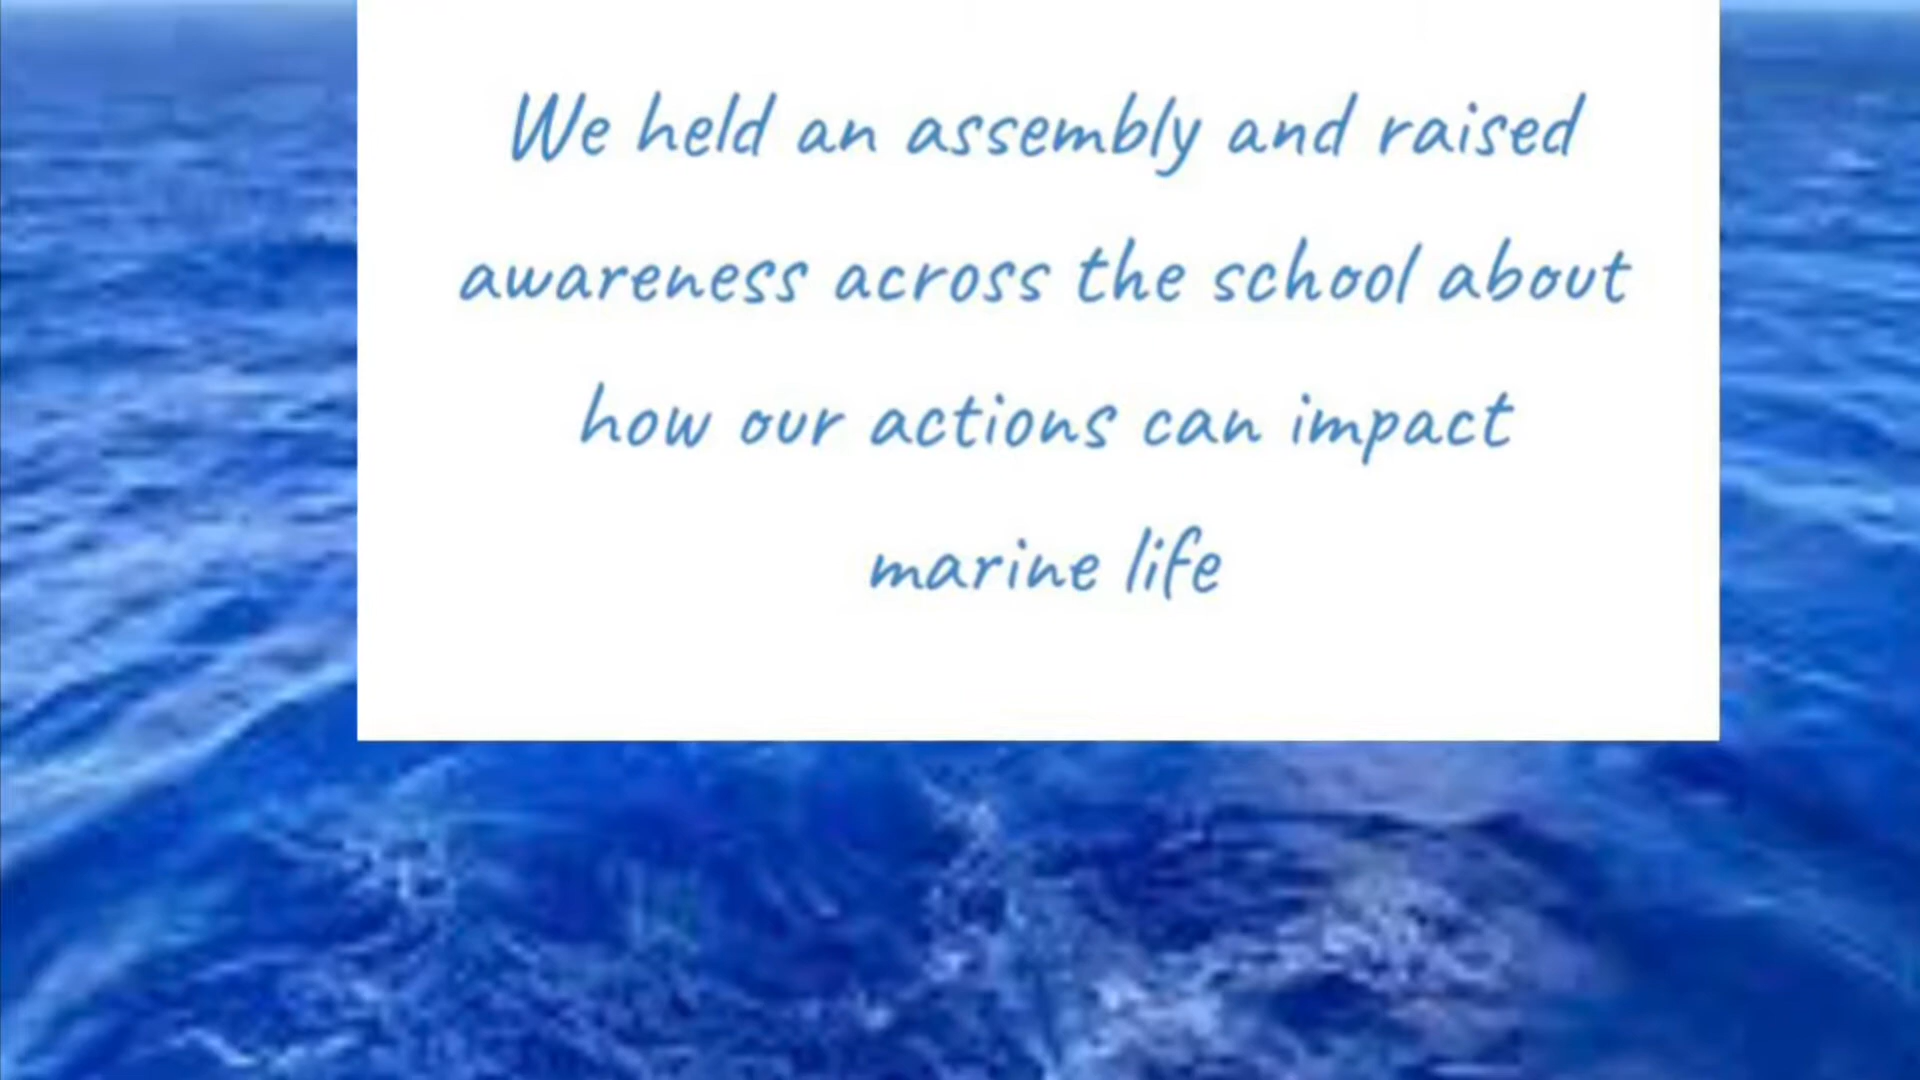 We held an assembly and raised
awareness across the school about
how our actions can impact
marine life